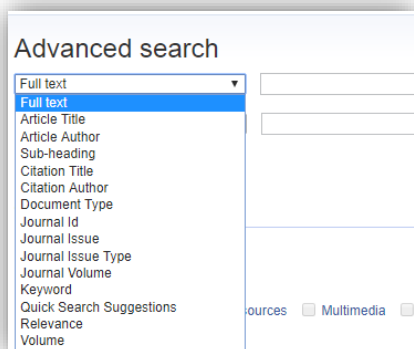 Advanced search
Full text
Full text
Article Title
Article Author
Sub-heading
Citation Title
Citation Author
Document Type
Journal Id
Journal Issue
Journal Issue Type
Journal Volume
Keyword
Quick Search Suggestions
ources Multimedia
Relevance
Volume